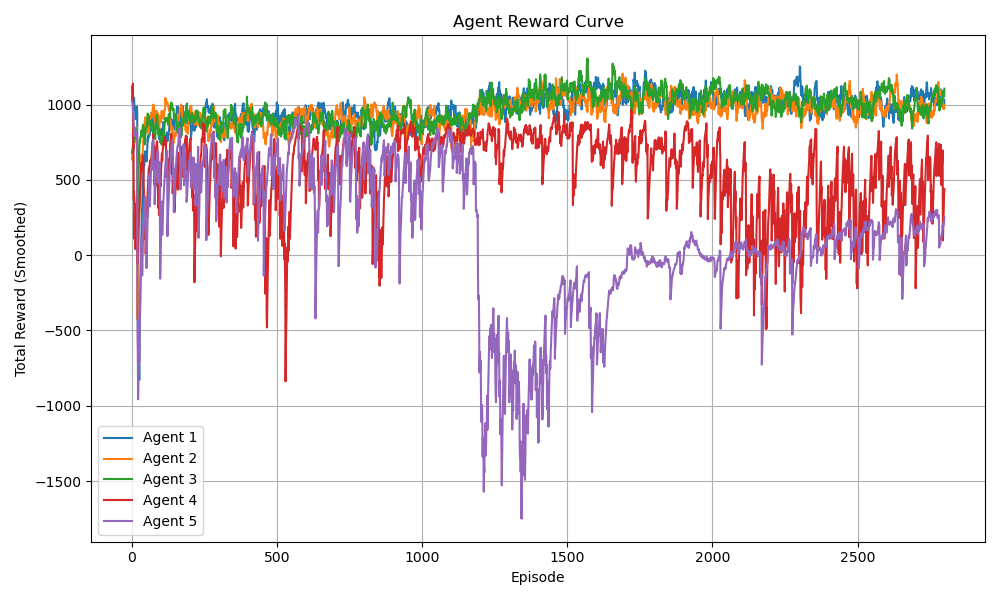 Agent Reward Curve
Total Reward (Smoothed)
1000
500
0
−500
−1000
−1500
Agent 1
Agent 2
Agent 3
Agent 4
Agent 5
0 500 1000 1500 2000 2500
Episode